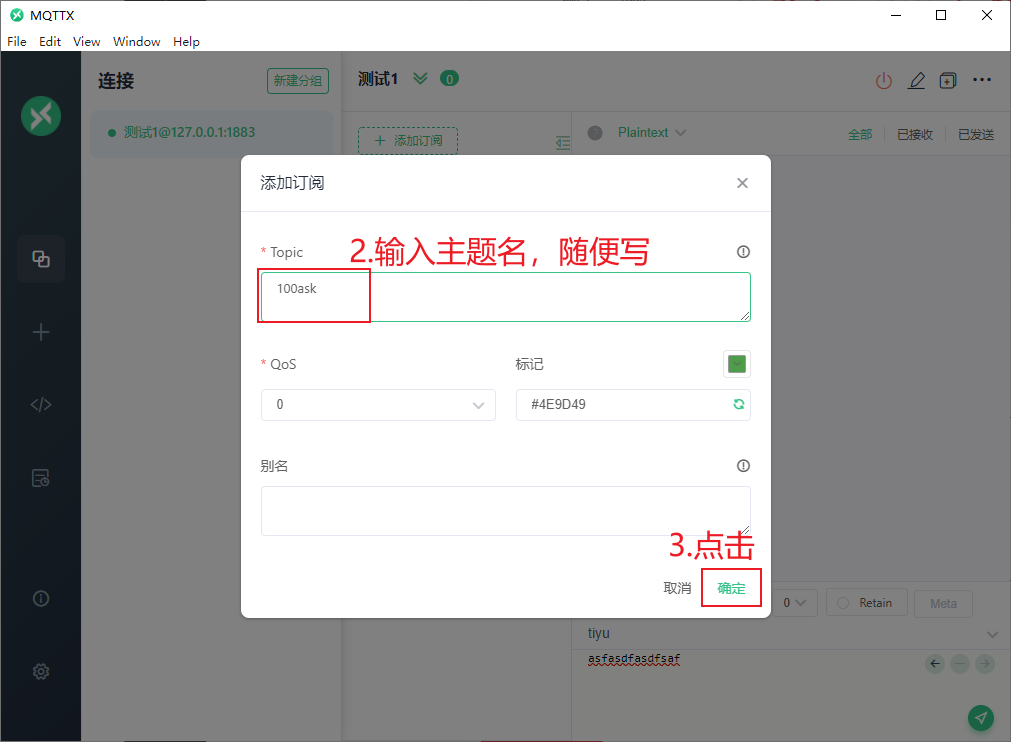 MQTTX
File Edit View Window Help
连接
新建分组
测试1
0
测试1@127.0.0.1:1883
添加订阅
Plaintext
全部
已接收
已发送
添加订阅
* Topic
2.输入主题名，随便写
100ask
* QoS
标记
0
#4E9D49
别名
3.点击
取消
确定
0
Retain
Meta
tiyu
asfasdfasdfsaf